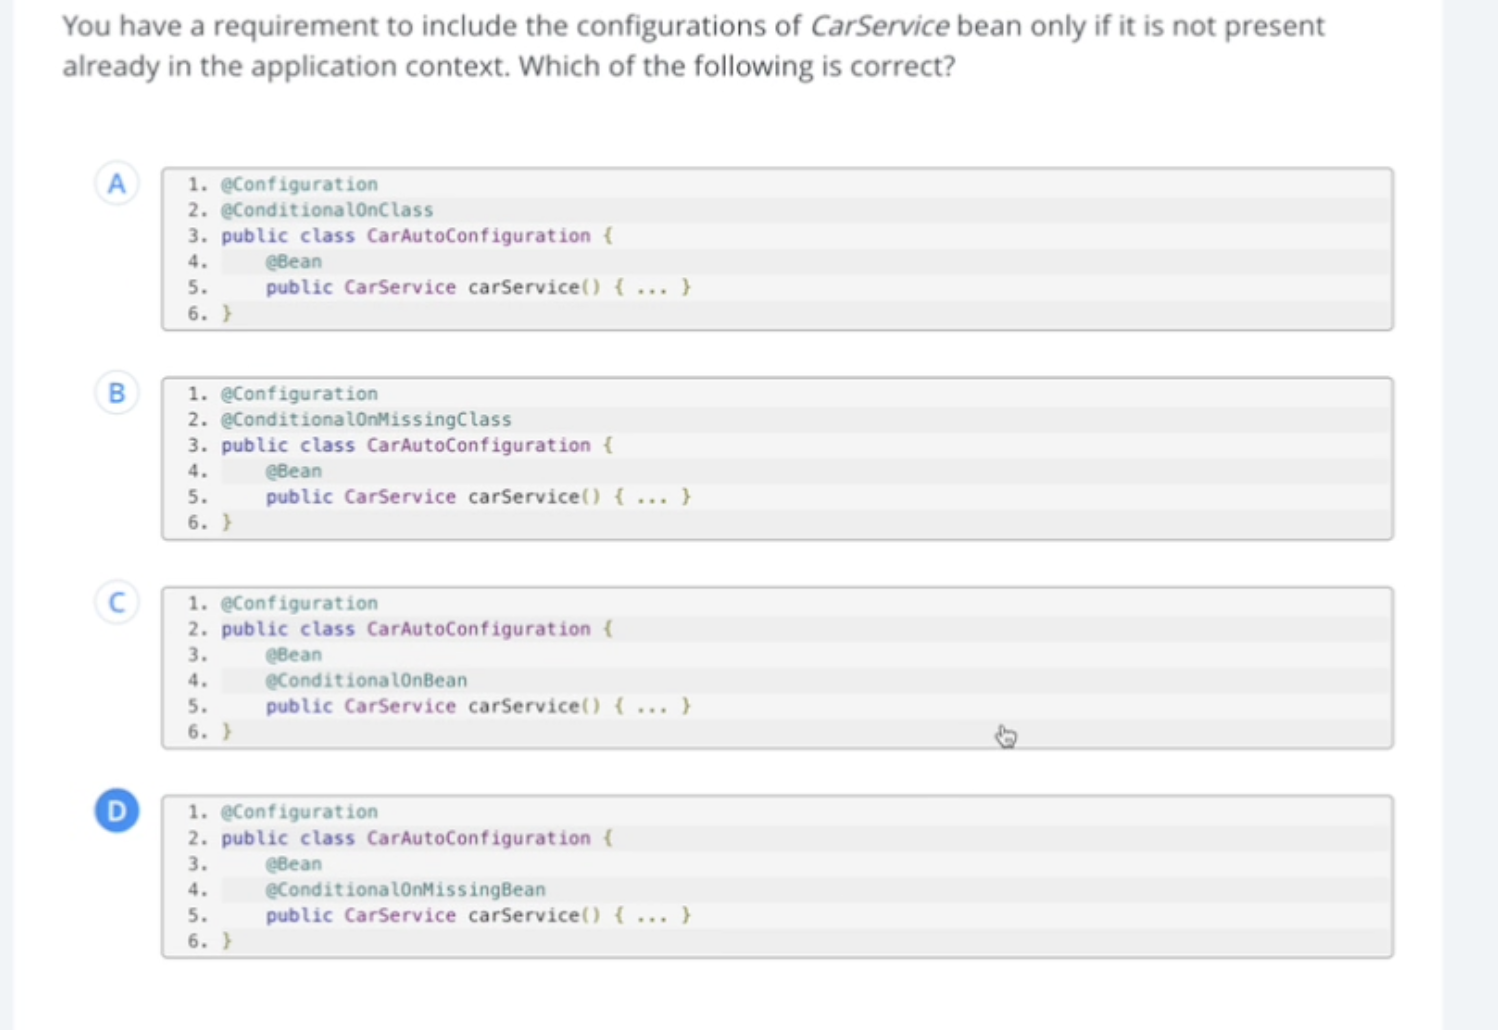 You have a requirement to include the configurations of CarService bean only if it is not present
already in the application context. Which of the following is correct?
A
1. @Configuration
2. @ConditionalOnClass
3. public class CarAutoConfiguration {
4.     @Bean
5.     public CarService carService() { ... }
6. }
B
1. @Configuration
2. @ConditionalOnMissingClass
3. public class CarAutoConfiguration {
4.     @Bean
5.     public CarService carService() { ... }
6. }
C
1. @Configuration
2. public class CarAutoConfiguration {
3.     @Bean
4.     @ConditionalOnBean
5.     public CarService carService() { ... }
6. }
D
1. @Configuration
2. public class CarAutoConfiguration {
3.     @Bean
4.     @ConditionalOnMissingBean
5.     public CarService carService() { ... }
6. }